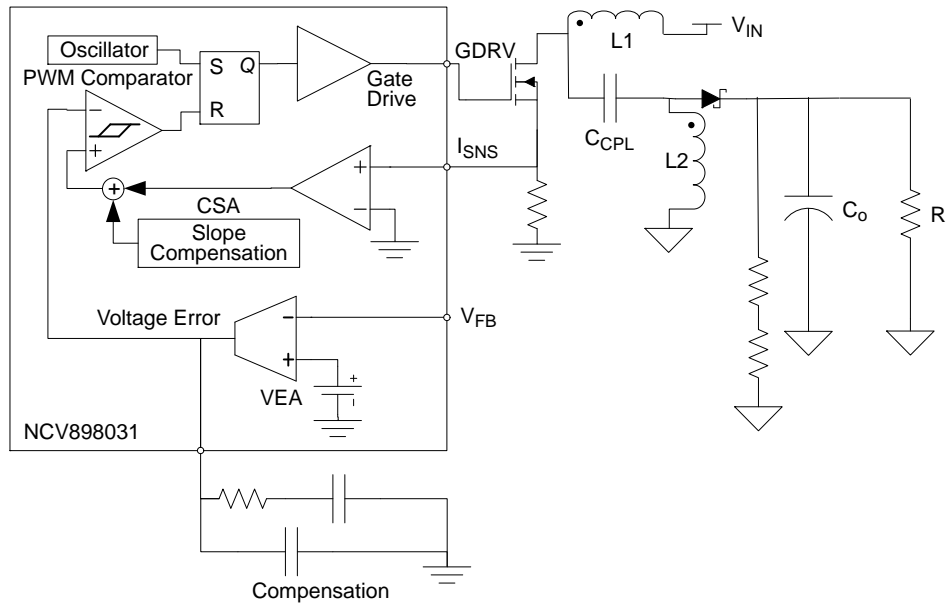 Oscillator
PWM Comparator
S
Q
R
Gate
Drive
GDRV
L1
V_IN
C_CPL
L2
I_SNS
CSA
Slope
Compensation
C_o
R
Voltage Error
V_FB
VEA
NCV898031
Compensation